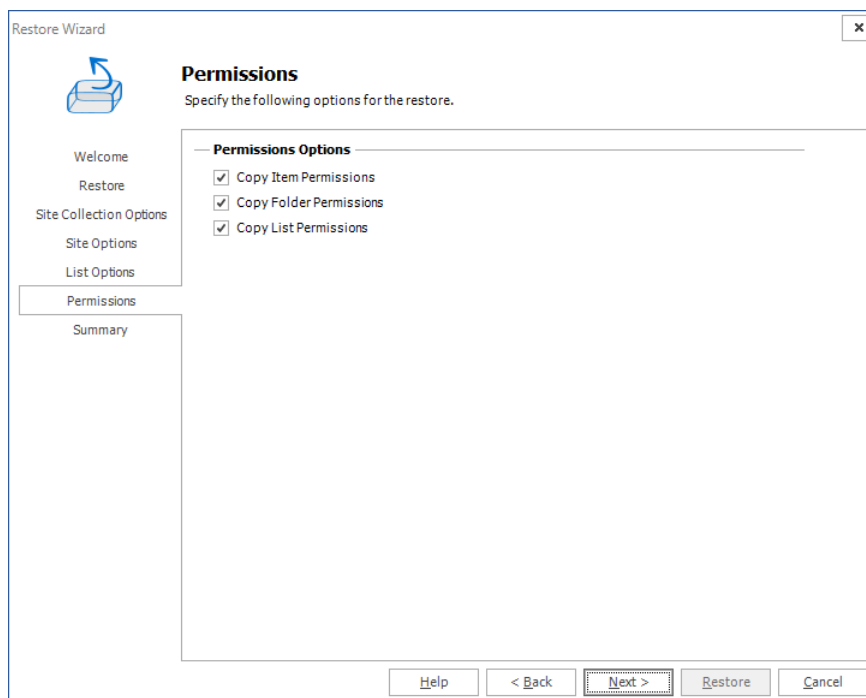 Restore Wizard
Permissions
Specify the following options for the restore.
Welcome
Restore
Site Collection Options
Site Options
List Options
Permissions
Summary
Permissions Options
Copy Item Permissions
Copy Folder Permissions
Copy List Permissions
Help
< Back
Next >
Restore
Cancel